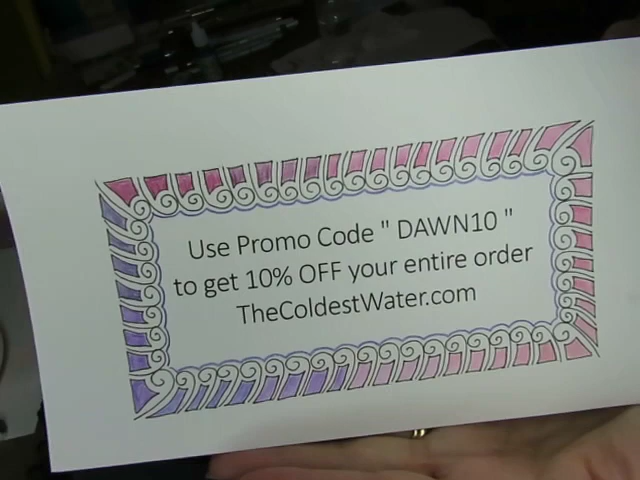 Use Promo Code " DAWN10 "
to get 10% OFF your entire order
TheColdestWater.com